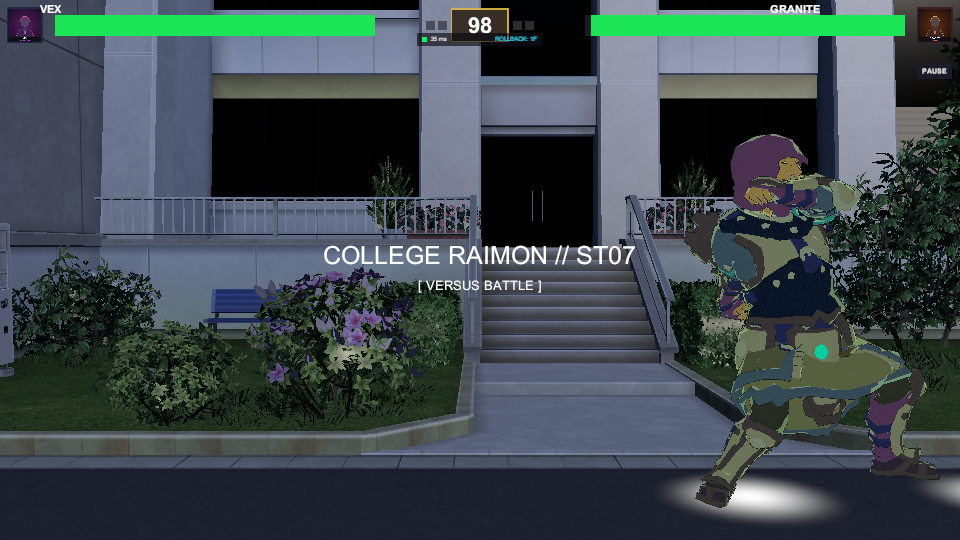 VEX
GRANITE
98
35 ms
ROLLBACK: 1F
PAUSE
COLLEGE RAIMON // ST07
[ VERSUS BATTLE ]